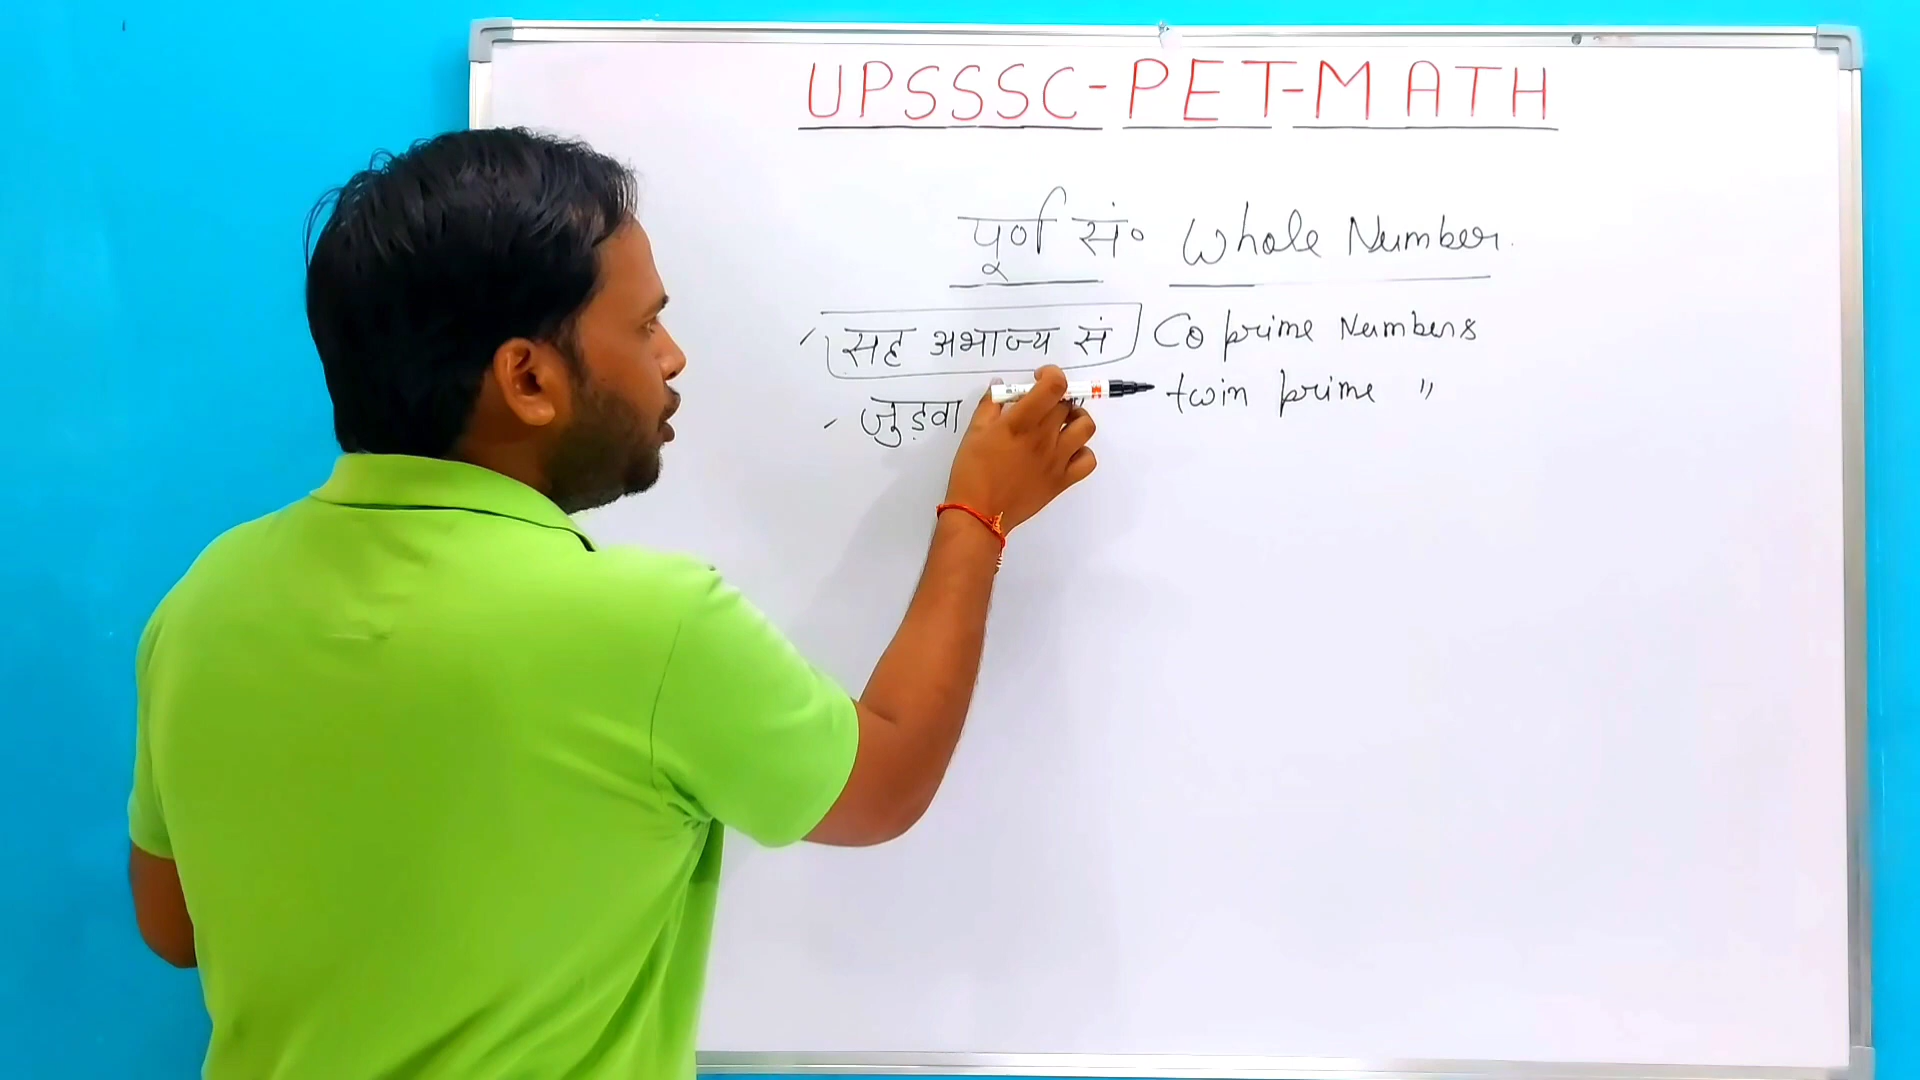 UPSSSC-PET-MATH
पूर्ण सं० Whole Number.
सह अभाज्य सं Co prime Numbers
जुड़वा twin prime "